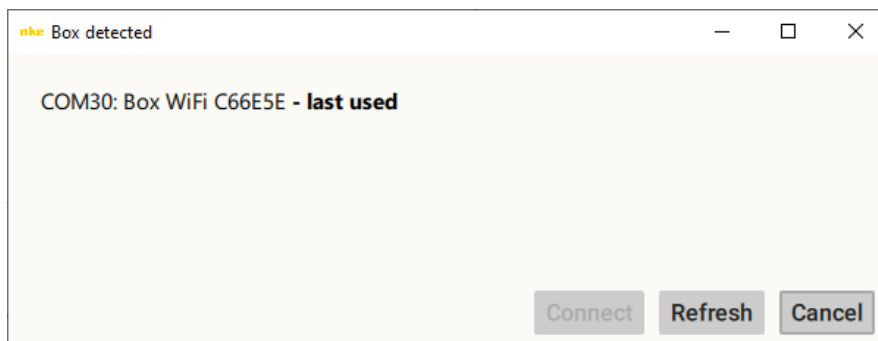 nke Box detected
COM30: Box WiFi C66E5E - last used
Connect Refresh Cancel